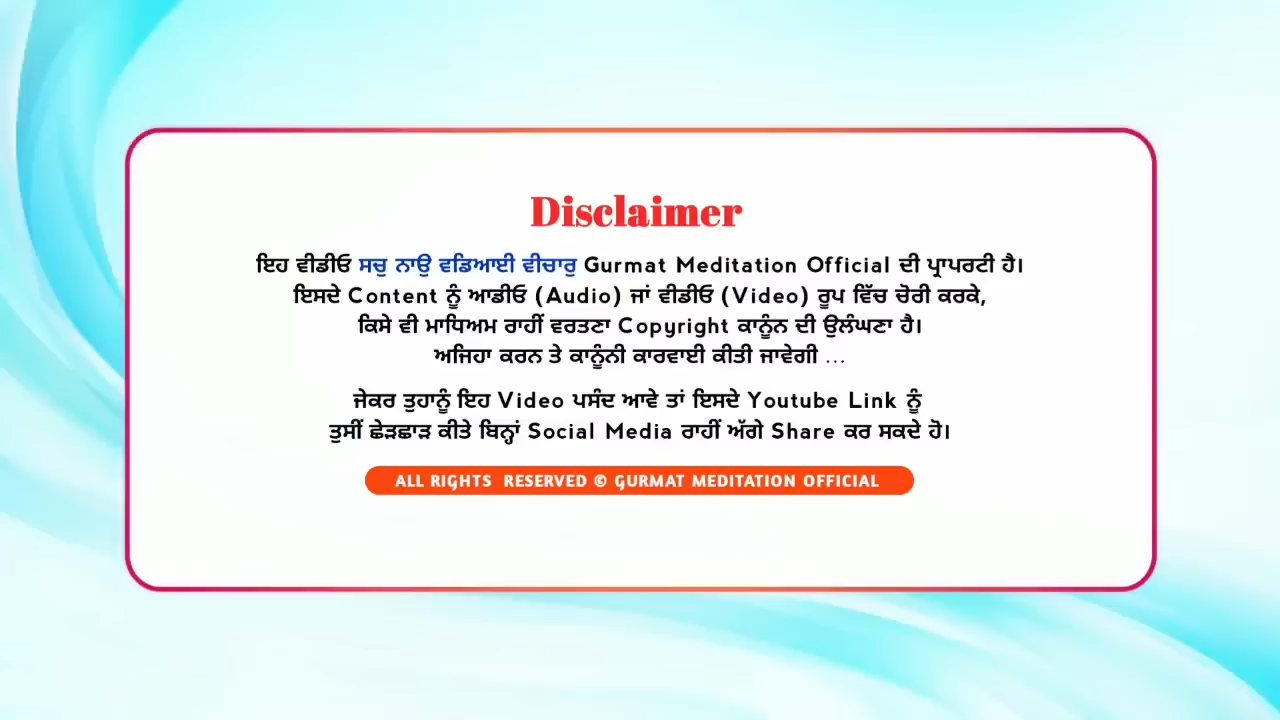 Disclaimer
ਇਹ ਵੀਡੀਓ ਸਚੁ ਨਾਉ ਵਡਿਆਈ ਵੀਚਾਰੁ Gurmat Meditation Official ਦੀ ਪ੍ਰਾਪਰਟੀ ਹੈ।
ਇਸਦੇ Content ਨੂੰ ਆਡੀਓ (Audio) ਜਾਂ ਵੀਡੀਓ (Video) ਰੂਪ ਵਿੱਚ ਚੋਰੀ ਕਰਕੇ,
ਕਿਸੇ ਵੀ ਮਾਧਿਅਮ ਰਾਹੀਂ ਵਰਤਣਾ Copyright ਕਾਨੂੰਨ ਦੀ ਉਲੰਘਣਾ ਹੈ।
ਅਜਿਹਾ ਕਰਨ ਤੇ ਕਾਨੂੰਨੀ ਕਾਰਵਾਈ ਕੀਤੀ ਜਾਵੇਗੀ ...
ਜੇਕਰ ਤੁਹਾਨੂੰ ਇਹ Video ਪਸੰਦ ਆਵੇ ਤਾਂ ਇਸਦੇ Youtube Link ਨੂੰ
ਤੁਸੀਂ ਛੇੜਛਾੜ ਕੀਤੇ ਬਿਨ੍ਹਾਂ Social Media ਰਾਹੀਂ ਅੱਗੇ Share ਕਰ ਸਕਦੇ ਹੋ।
ALL RIGHTS RESERVED © GURMAT MEDITATION OFFICIAL